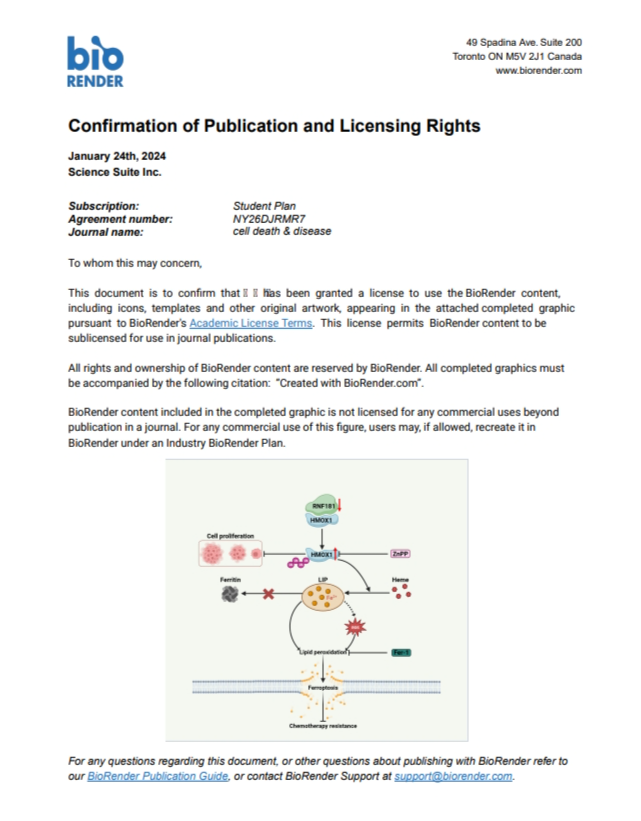 bio
RENDER
49 Spadina Ave. Suite 200
Toronto ON M5V 2J1 Canada
www.biorender.com
Confirmation of Publication and Licensing Rights
January 24th, 2024
Science Suite Inc.
Subscription: Student Plan
Agreement number: NY26DJRMR7
Journal name: cell death & disease
To whom this may concern,
This document is to confirm that has been granted a license to use the BioRender content,
including icons, templates and other original artwork, appearing in the attached completed graphic
pursuant to BioRender's Academic License Terms. This license permits BioRender content to be
sublicensed for use in journal publications.
All rights and ownership of BioRender content are reserved by BioRender. All completed graphics must
be accompanied by the following citation: "Created with BioRender.com".
BioRender content included in the completed graphic is not licensed for any commercial uses beyond
publication in a journal. For any commercial use of this figure, users may, if allowed, recreate it in
BioRender under an Industry BioRender Plan.
RNF181
HMOX1
Cell proliferation
HMOX1
ZnPP
Ferritin
LIP
Heme
Lipid peroxidation
Fer-1
Ferroptosis
Chemotherapy resistance
For any questions regarding this document, or other questions about publishing with BioRender refer to
our BioRender Publication Guide, or contact BioRender Support at support@biorender.com.